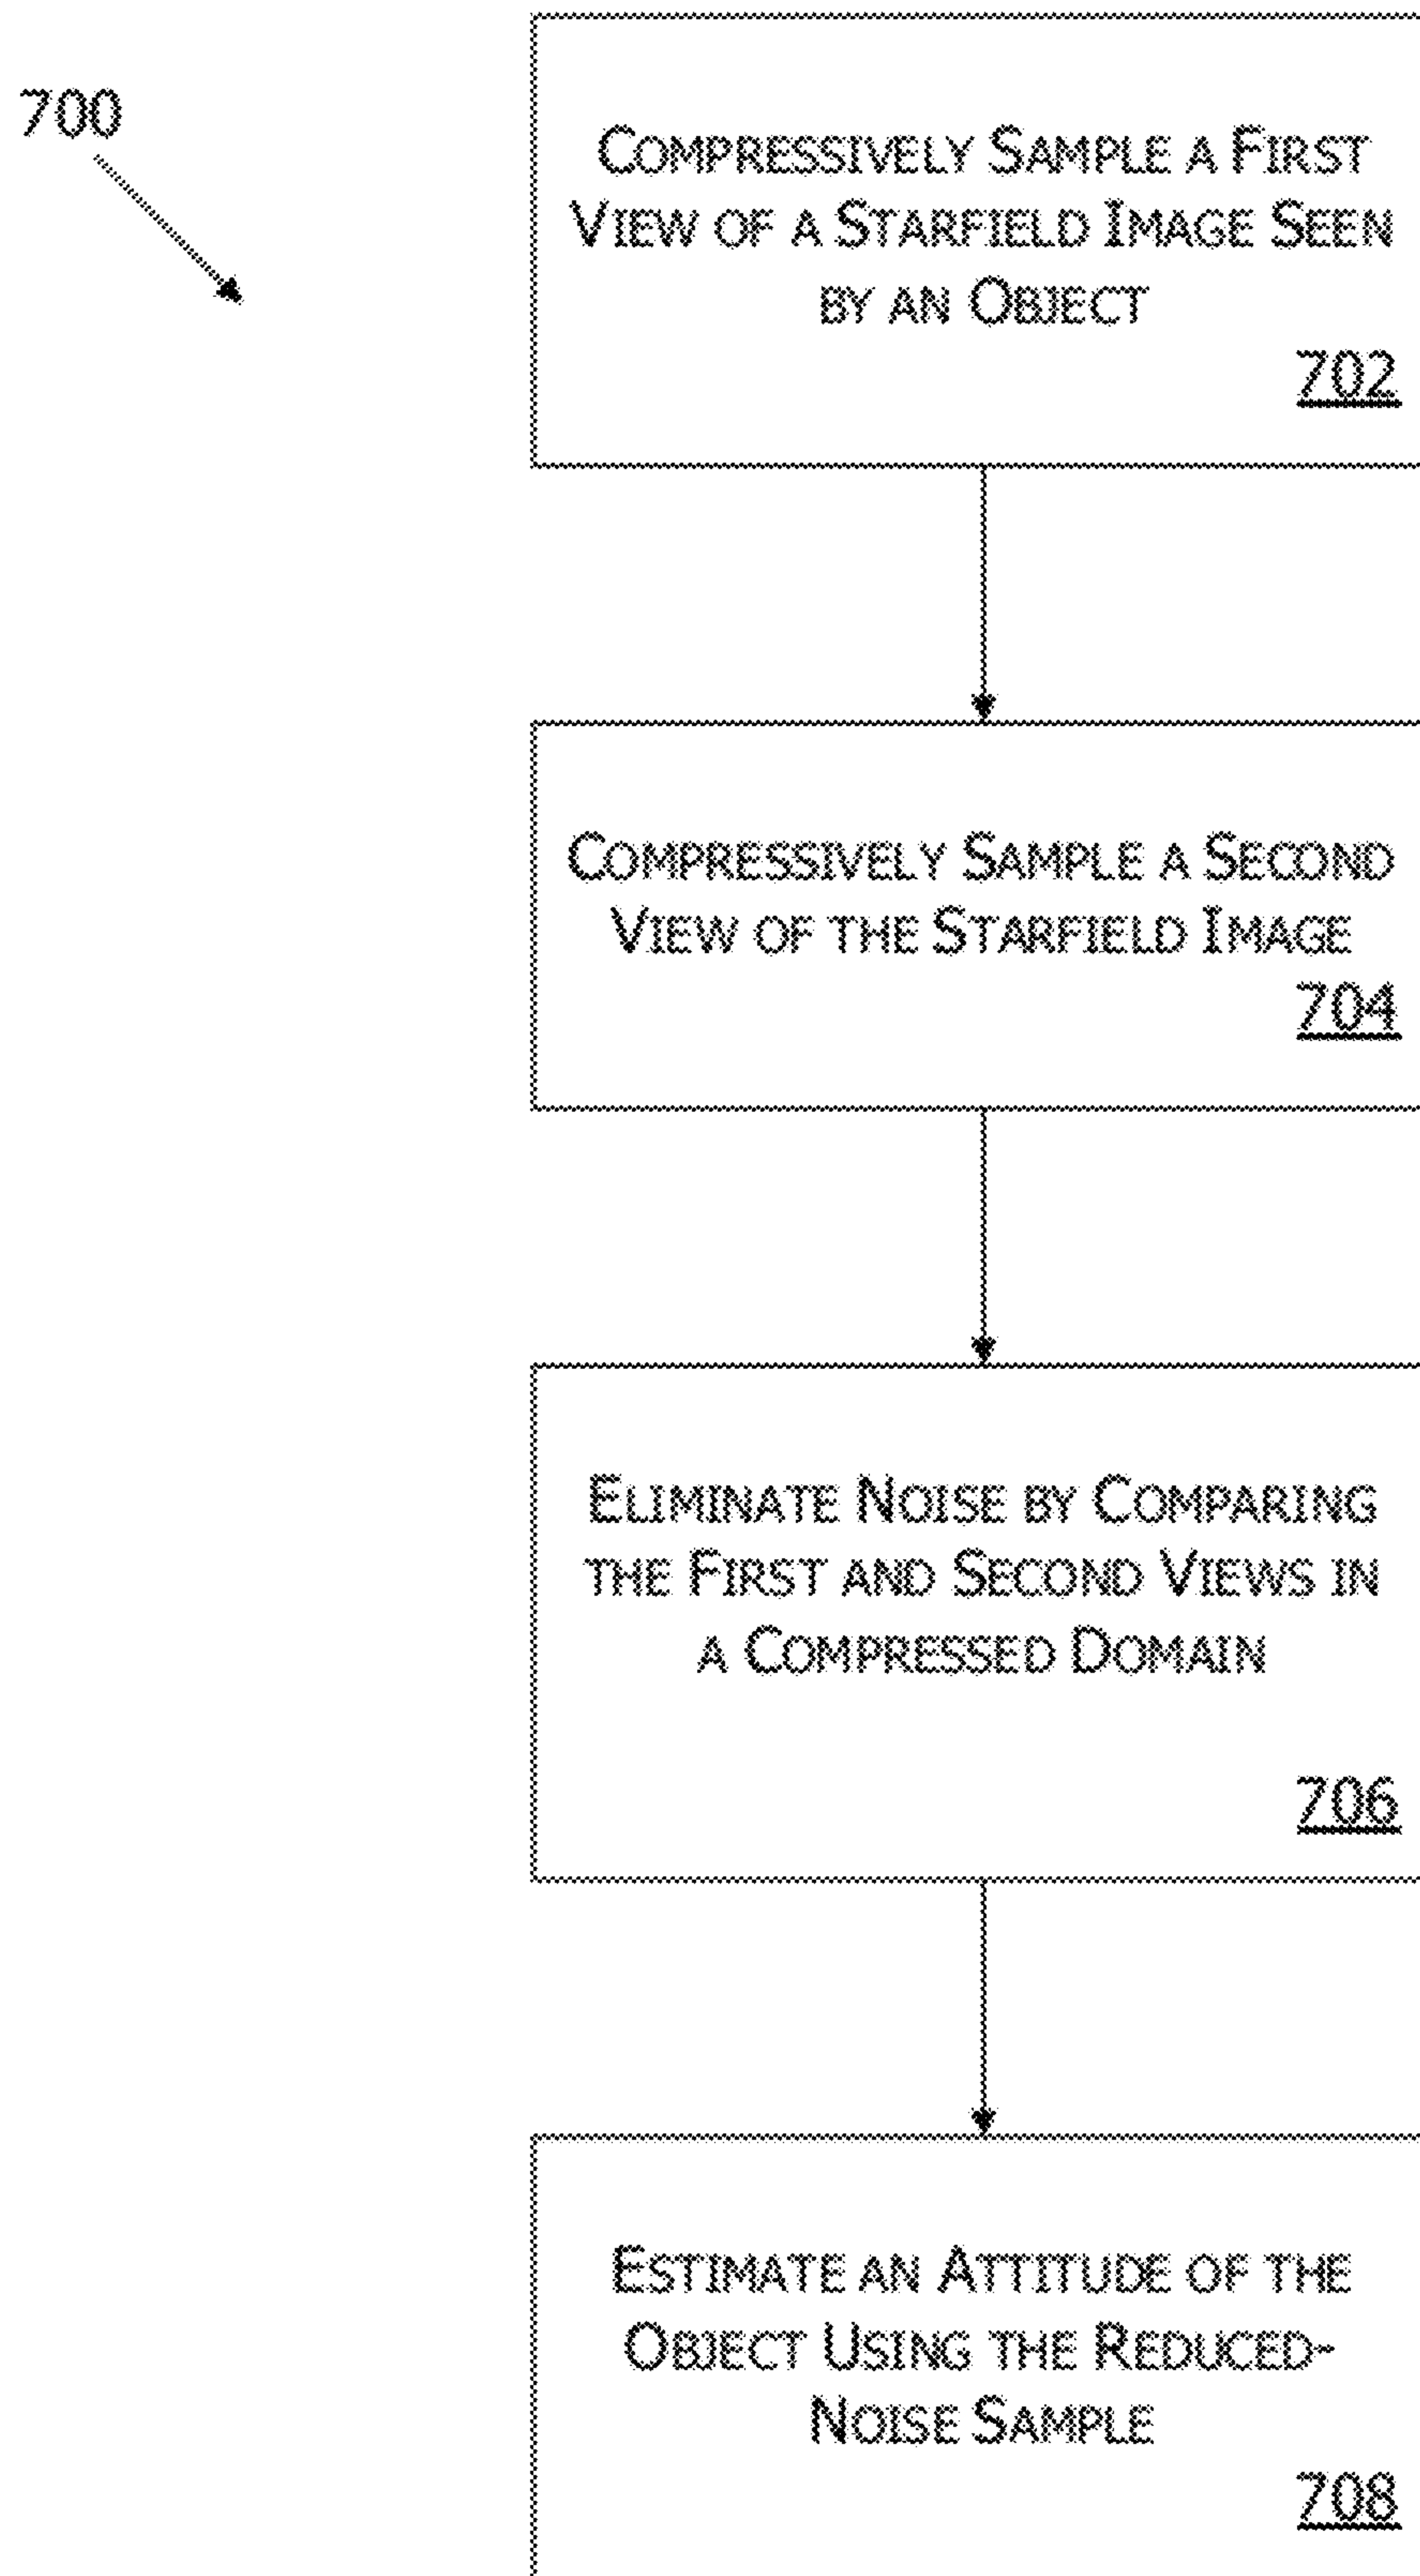 700
COMPRESSIVELY SAMPLE A FIRST
VIEW OF A STARFIELD IMAGE SEEN
BY AN OBJECT
702
COMPRESSIVELY SAMPLE A SECOND
VIEW OF THE STARFIELD IMAGE
704
ELIMINATE NOISE BY COMPARING
THE FIRST AND SECOND VIEWS IN
A COMPRESSED DOMAIN
706
ESTIMATE AN ATTITUDE OF THE
OBJECT USING THE REDUCED-
NOISE SAMPLE
708